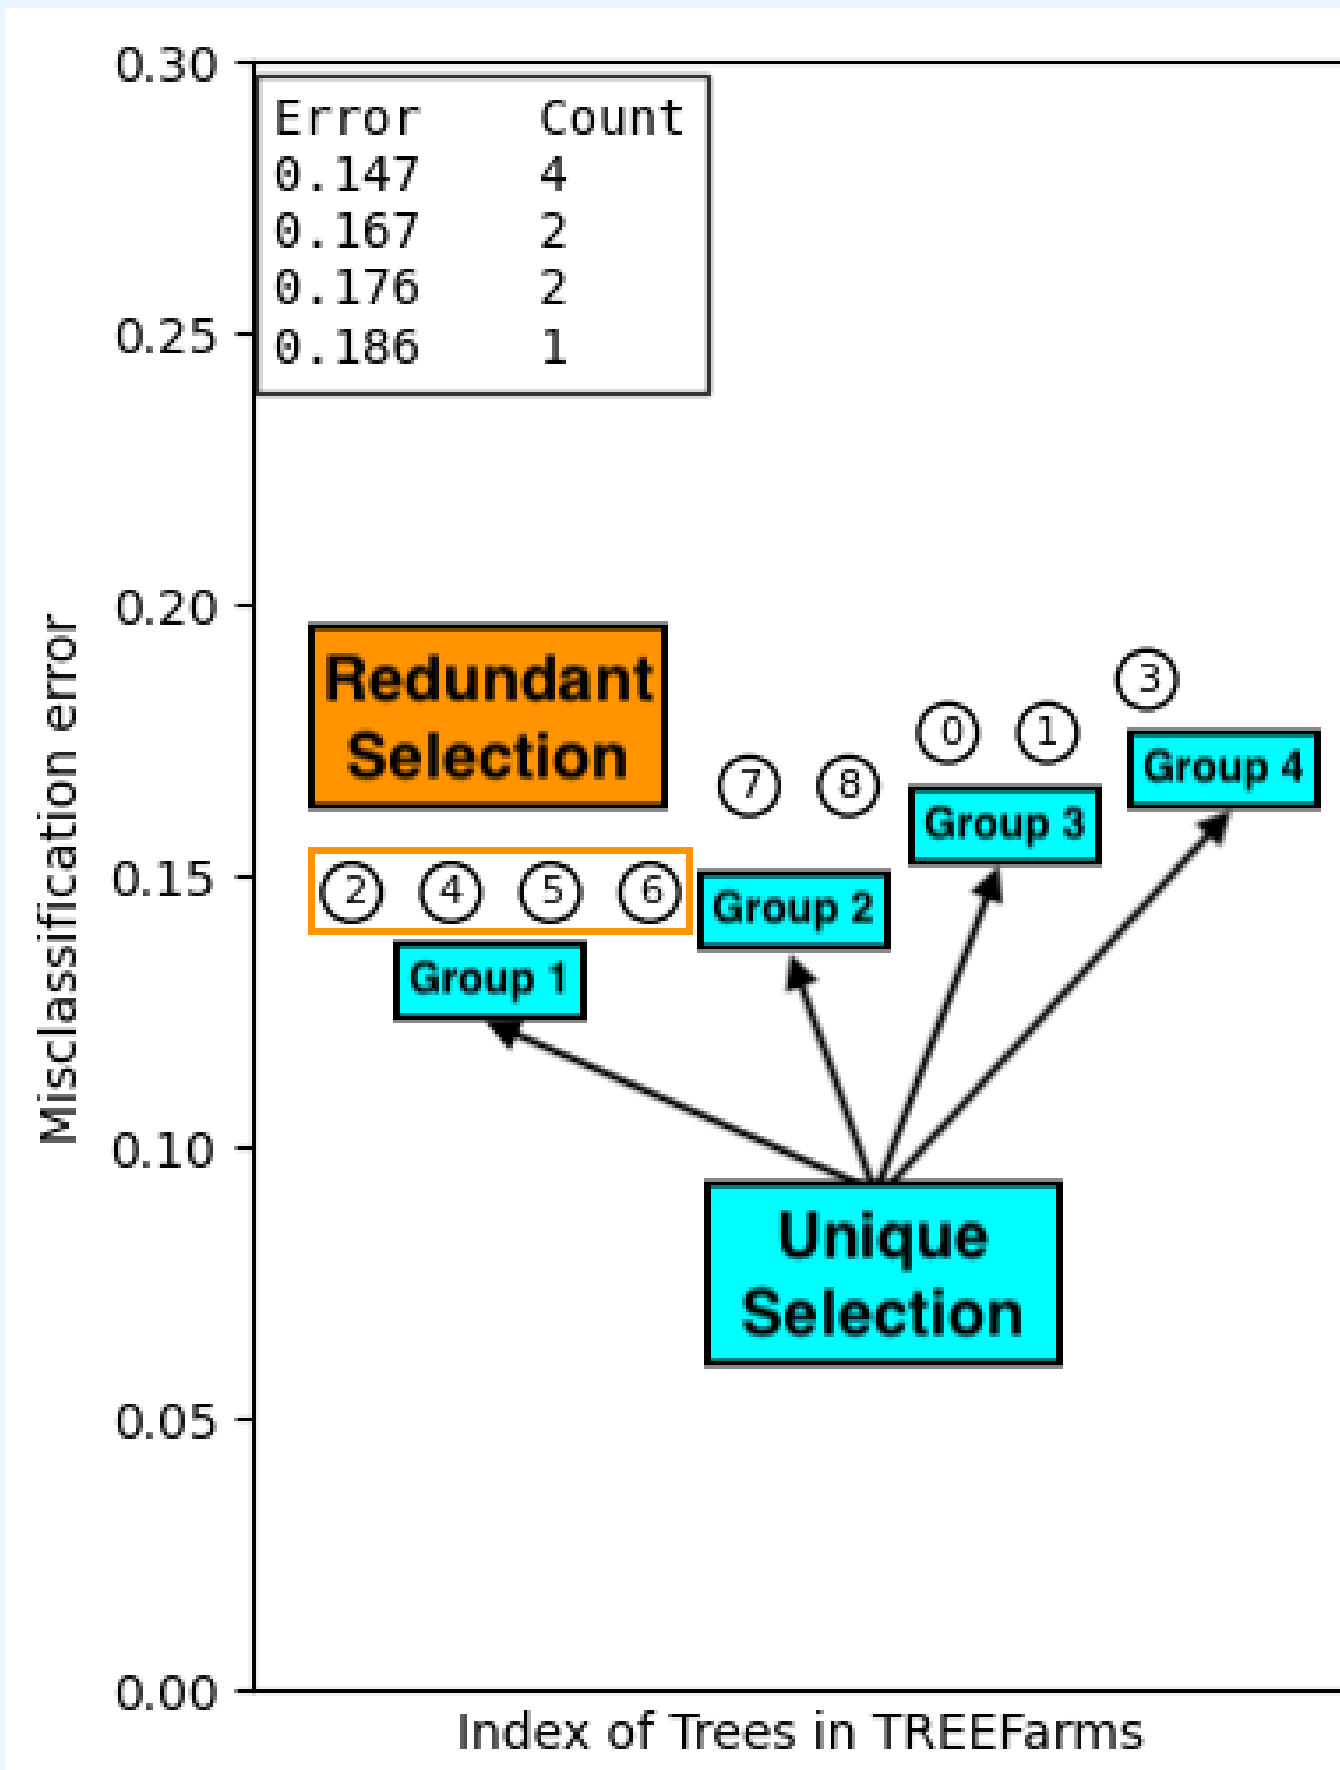 0.30
Error Count
0.147 4
0.167 2
0.176 2
0.186 1
0.25
0.20
Misclassification error
Redundant
Selection
3
0 1
Group 4
7 8
Group 3
0.15
2 4 5 6
Group 2
Group 1
0.10
Unique
Selection
0.05
0.00
Index of Trees in TREEFarms